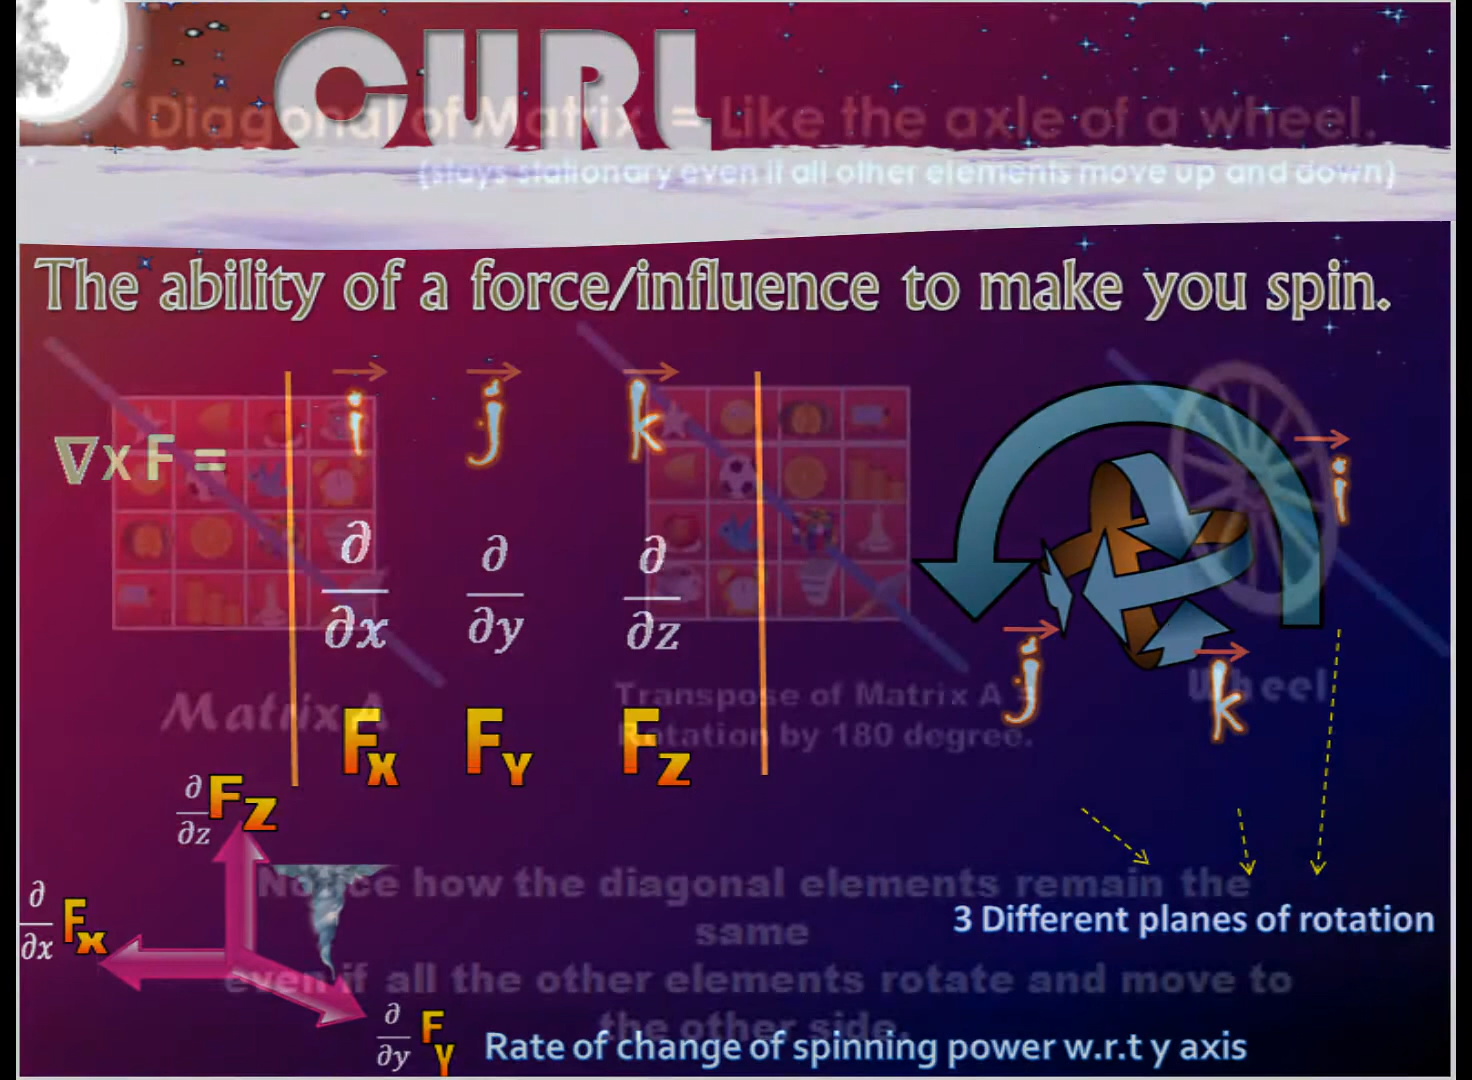 CURL
Diagonal of Matrix = Like the axle of a wheel.
(stays stationary even if all other elements move up and down)
The ability of a force/influence to make you spin.
i j k
∇x F =
i
∂/∂x ∂/∂y ∂/∂z
j
k
Wheel
Matrix A
Transpose of Matrix A
Rotation by 180 degree.
Fx FY Fz
∂/∂z Fz
Notice how the diagonal elements remain the
same
∂/∂x Fx
3 Different planes of rotation
even if all the other elements rotate and move to
the other side.
∂/∂y FY
Rate of change of spinning power w.r.t y axis